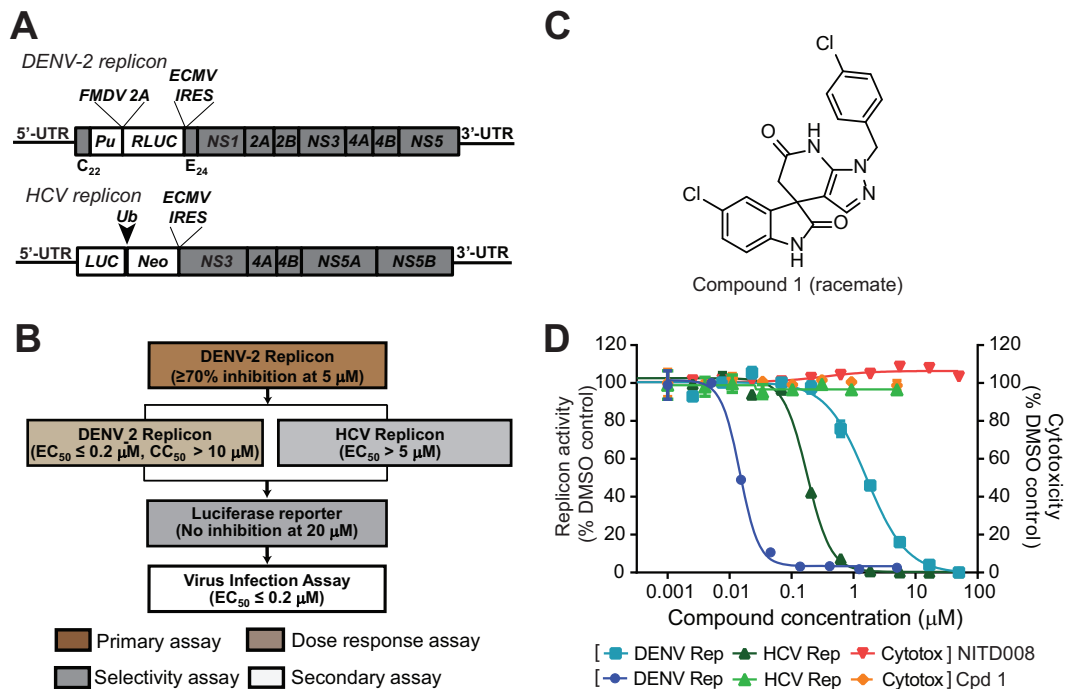 A
DENV-2 replicon
FMDV 2A
ECMV
IRES
5'-UTR
Pu
RLUC
NS1
2A
2B
NS3
4A
4B
NS5
3'-UTR
C22
E24
HCV replicon
Ub
ECMV
IRES
5'-UTR
LUC
Neo
NS3
4A
4B
NS5A
NS5B
3'-UTR
B
DENV-2 Replicon
(≥70% inhibition at 5 μM)
DENV-2 Replicon
(EC50 ≤ 0.2 μM, CC50 > 10 μM)
HCV Replicon
(EC50 > 5 μM)
Luciferase reporter
(No inhibition at 20 μM)
Virus Infection Assay
(EC50 ≤ 0.2 μM)
Primary assay
Dose response assay
Selectivity assay
Secondary assay
C
Cl
O
H
N
N
N
Cl
O
N
H
Compound 1 (racemate)
D
Replicon activity
(% DMSO control)
120
100
80
60
40
20
0
120
100
80
60
40
20
0
Cytotoxicity
(% DMSO control)
0.001
0.01
0.1
1
10
100
Compound concentration (μM)
[ DENV Rep HCV Rep Cytotox ] NITD008
[ DENV Rep HCV Rep Cytotox ] Cpd 1